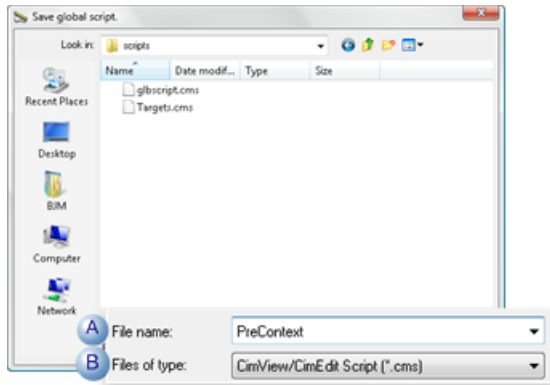 Save global script.
Look in: scripts
Name Date modif... Type Size
glbscript.cms
Targets.cms
Recent Places
Desktop
BJM
Computer
Network
A File name: PreContext
B Files of type: CimView/CimEdit Script (*.cms)